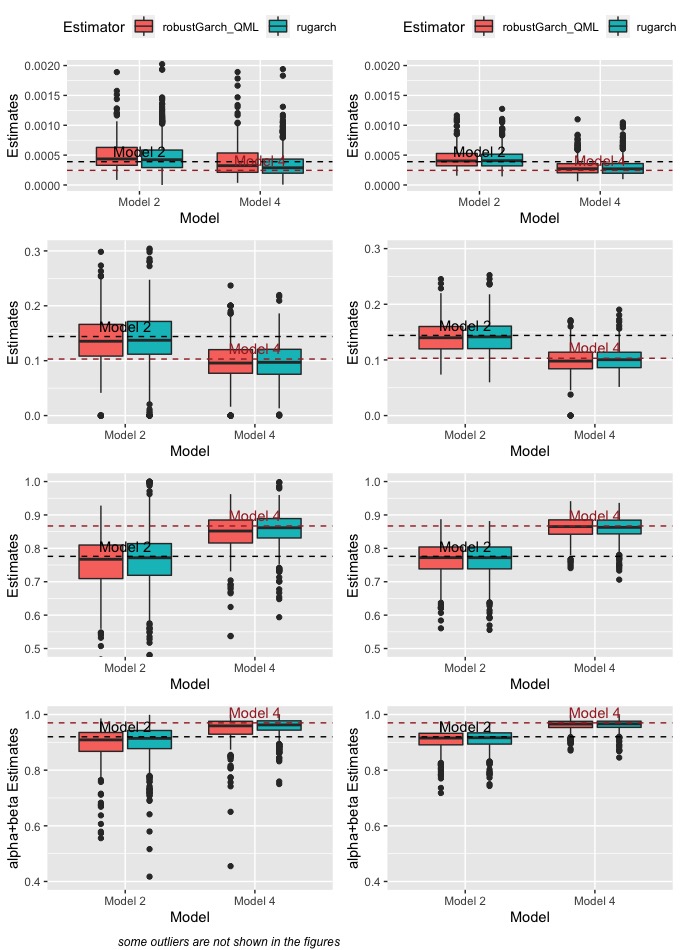 Estimator robustGarch_QML rugarch
Estimator robustGarch_QML rugarch
Estimates
0.0020
0.0015
0.0010
0.0005
0.0000
Model 2
Model 4
Model 2 Model 4
Model
Estimates
0.0020
0.0015
0.0010
0.0005
0.0000
Model 2
Model 4
Model 2 Model 4
Model
Estimates
0.3
0.2
0.1
0.0
Model 2
Model 4
Model 2 Model 4
Model
Estimates
0.3
0.2
0.1
0.0
Model 2
Model 4
Model 2 Model 4
Model
Estimates
1.0
0.9
0.8
0.7
0.6
0.5
Model 4
Model 2
Model 2 Model 4
Model
Estimates
1.0
0.9
0.8
0.7
0.6
0.5
Model 4
Model 2
Model 2 Model 4
Model
alpha+beta Estimates
1.0
0.8
0.6
0.4
Model 4
Model 2
Model 2 Model 4
Model
alpha+beta Estimates
1.0
0.8
0.6
0.4
Model 4
Model 2
Model 2 Model 4
Model
some outliers are not shown in the figures